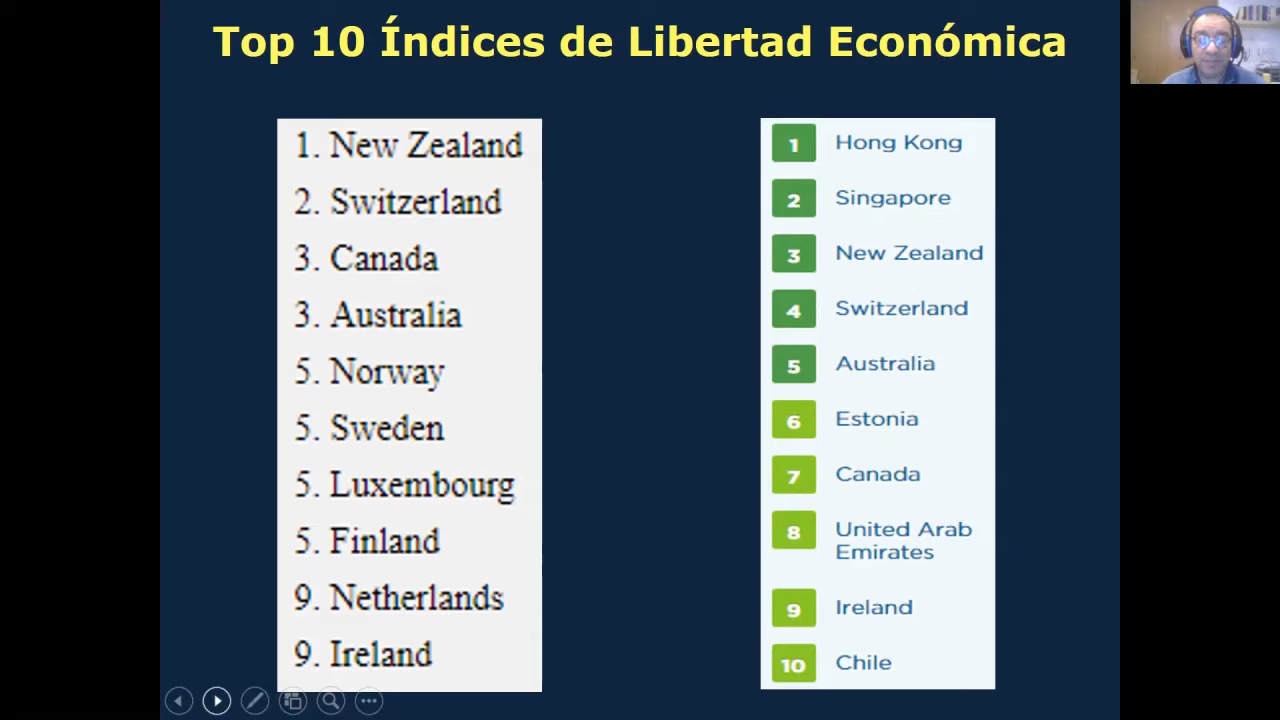 Top 10 Índices de Libertad Económica
1. New Zealand
2. Switzerland
3. Canada
3. Australia
5. Norway
5. Sweden
5. Luxembourg
5. Finland
9. Netherlands
9. Ireland
1 Hong Kong
2 Singapore
3 New Zealand
4 Switzerland
5 Australia
6 Estonia
7 Canada
8 United Arab
Emirates
9 Ireland
10 Chile